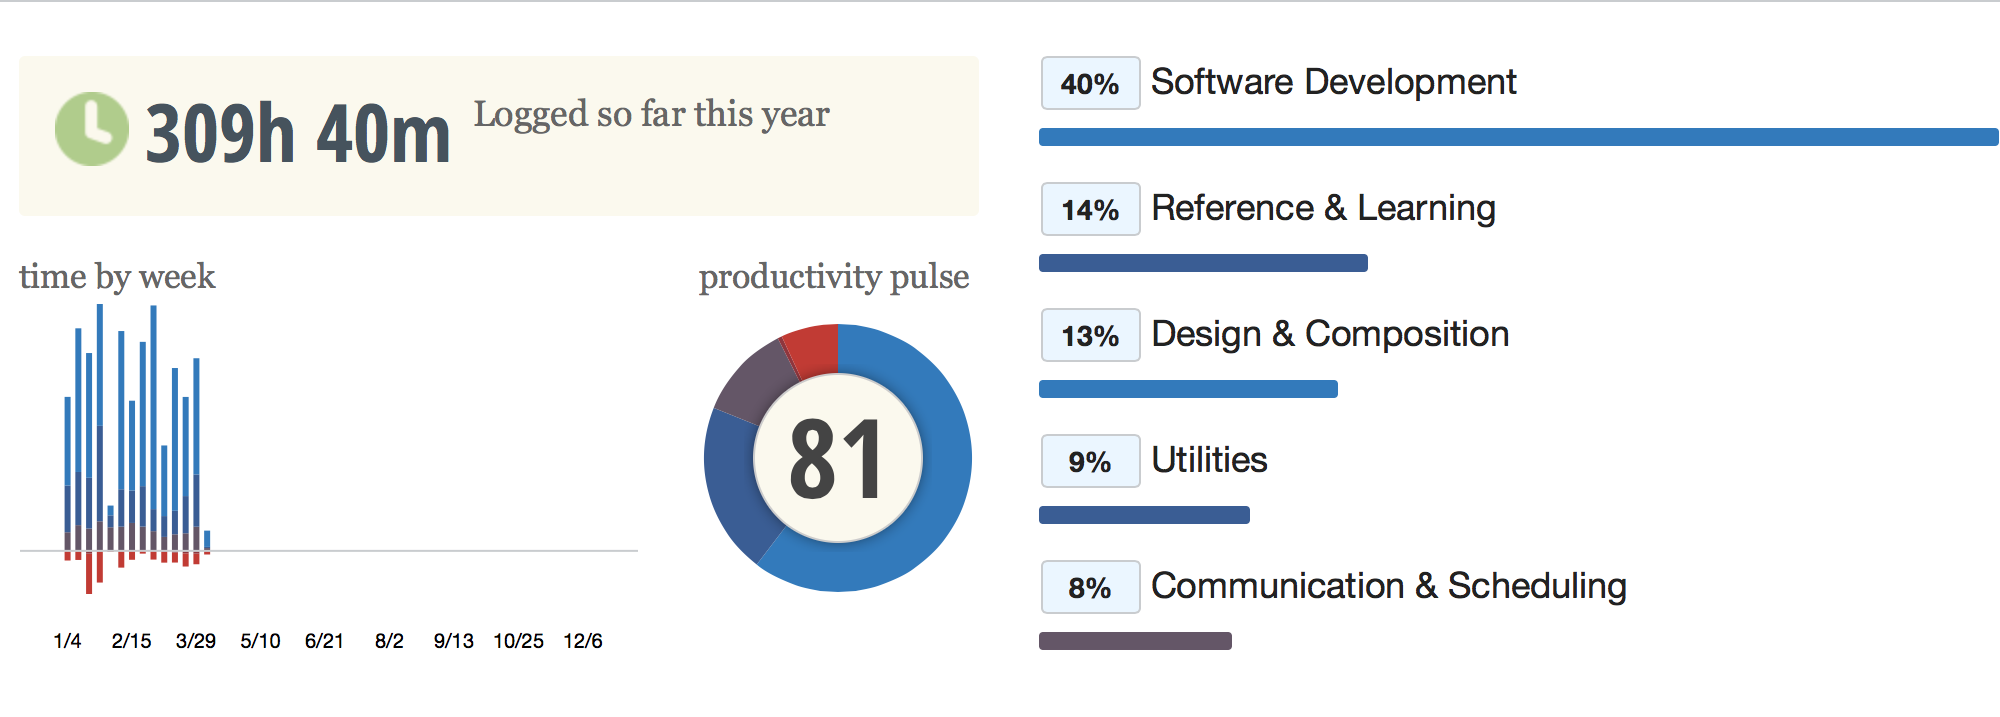 309h 40m Logged so far this year
time by week
productivity pulse
81
1/4 2/15 3/29 5/10 6/21 8/2 9/13 10/25 12/6
40% Software Development
14% Reference & Learning
13% Design & Composition
9% Utilities
8% Communication & Scheduling